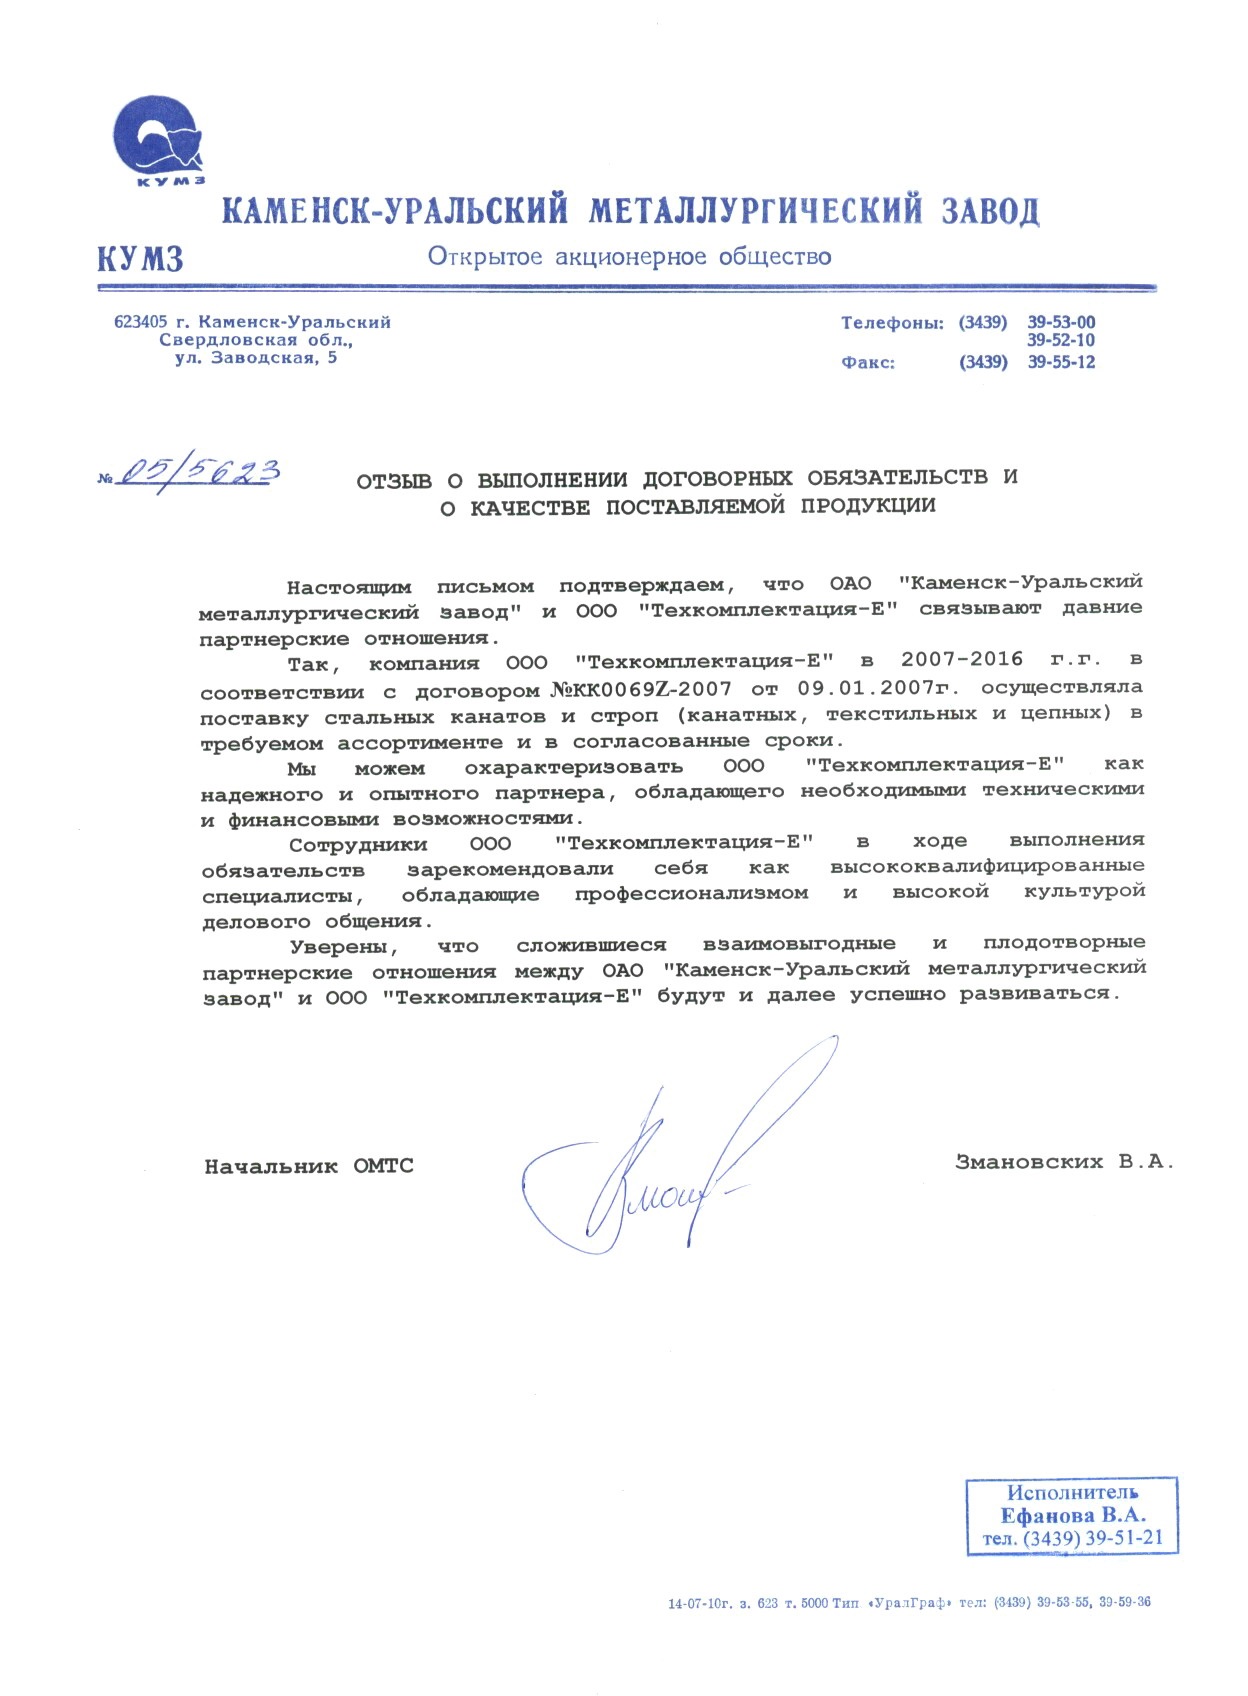 КУМЗ
КАМЕНСК-УРАЛЬСКИЙ МЕТАЛЛУРГИЧЕСКИЙ ЗАВОД
КУМЗ
Открытое акционерное общество
623405 г. Каменск-Уральский
Свердловская обл.,
ул. Заводская, 5
Телефоны: (3439) 39-53-00
39-52-10
Факс: (3439) 39-55-12
№ 05/5623
ОТЗЫВ О ВЫПОЛНЕНИИ ДОГОВОРНЫХ ОБЯЗАТЕЛЬСТВ И
О КАЧЕСТВЕ ПОСТАВЛЯЕМОЙ ПРОДУКЦИИ
Настоящим письмом подтверждаем, что ОАО "Каменск-Уральский
металлургический завод" и ООО "Техкомплектация-Е" связывают давние
партнерские отношения.
Так, компания ООО "Техкомплектация-Е" в 2007-2016 г.г. в
соответствии с договором №КК0069Z-2007 от 09.01.2007г. осуществляла
поставку стальных канатов и строп (канатных, текстильных и цепных) в
требуемом ассортименте и в согласованные сроки.
Мы можем охарактеризовать ООО "Техкомплектация-Е" как
надежного и опытного партнера, обладающего необходимыми техническими
и финансовыми возможностями.
Сотрудники ООО "Техкомплектация-Е" в ходе выполнения
обязательств зарекомендовали себя как высококвалифицированные
специалисты, обладающие профессионализмом и высокой культурой
делового общения.
Уверены, что сложившиеся взаимовыгодные и плодотворные
партнерские отношения между ОАО "Каменск-Уральский металлургический
завод" и ООО "Техкомплектация-Е" будут и далее успешно развиваться.
Начальник ОМТС
Змановских В.А.
Исполнитель
Ефанова В.А.
тел. (3439) 39-51-21
14-07-10г. з. 623 т. 5000 Тип «УралГраф» тел: (3439) 39-53-55, 39-59-36